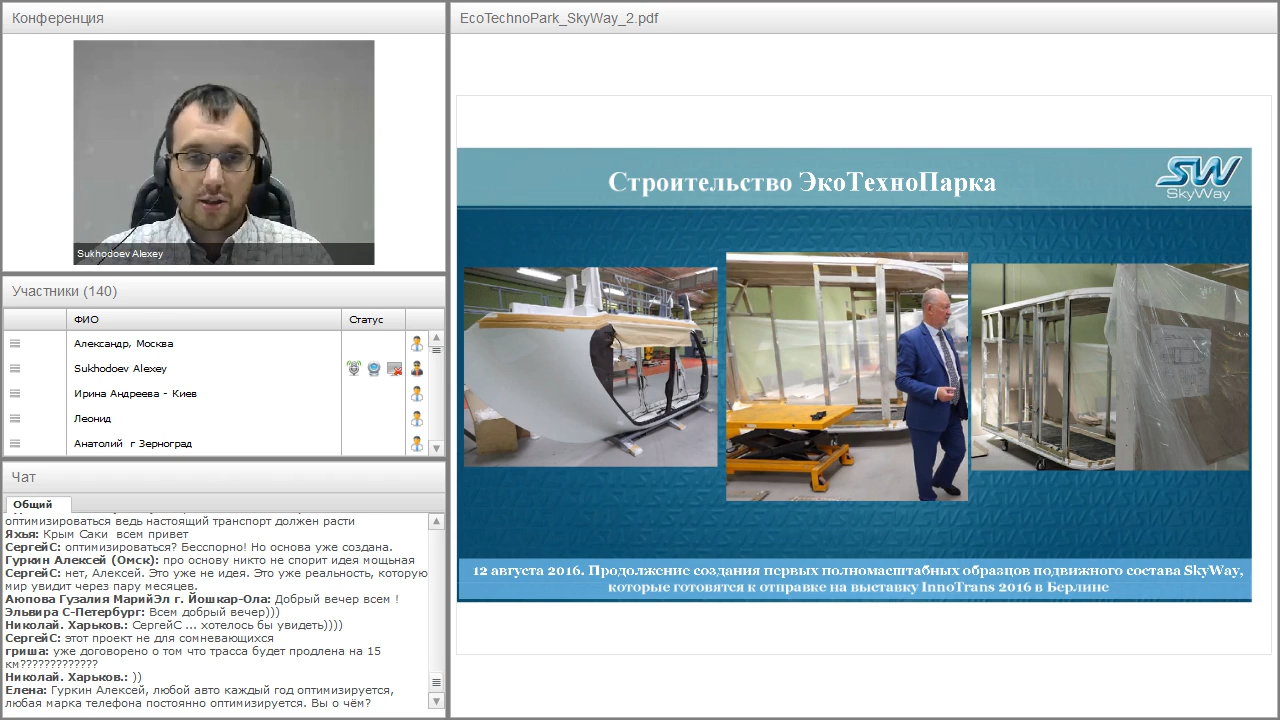 Конференция
Sukhodoev Alexey
Участники (140)
ФИО
Статус
Александр, Москва
Sukhodoev Alexey
Ирина Андреева - Киев
Леонид
Анатолий г Зерноград
Чат
Общий
оптимизироваться ведь настоящий транспорт должен расти
Яхья: Крым Саки всем привет
СергейС: оптимизироваться? Бесспорно! Но основа уже создана.
Гуркин Алексей (Омск): про основу никто не спорит идея мощьная
СергейС: нет, Алексей. Это уже не идея. Это уже реальность, которую
мир увидит через пару месяцев.
Аюпова Гузалия МарийЭл г. Йошкар-Ола: Добрый вечер всем !
Эльвира С-Петербург: Всем добрый вечер)))
Николай. Харьков.: СергейС ... хотелось бы увидеть))))
СергейС: этот проект не для сомневающихся
гриша: уже договорено о том что трасса будет продлена на 15
км?????????????
Николай. Харьков.: ))
Елена: Гуркин Алексей, любой авто каждый год оптимизируется,
любая марка телефона постоянно оптимизируется. Вы о чём?
EcoTechnoPark_SkyWay_2.pdf
Строительство ЭкоТехноПарка
SW
SkyWay
12 августа 2016. Продолжение создания первых полномасштабных образцов подвижного состава SkyWay,
которые готовятся к отправке на выставку InnoTrans 2016 в Берлине